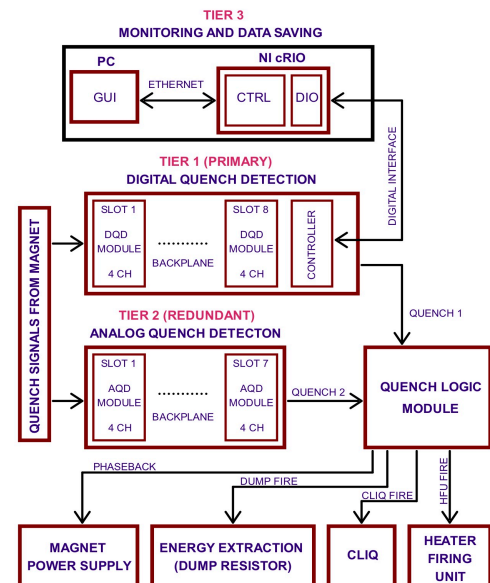 TIER 3
MONITORING AND DATA SAVING
PC
NI cRIO
GUI
ETHERNET
CTRL
DIO
DIGITAL INTERFACE
TIER 1 (PRIMARY)
DIGITAL QUENCH DETECTION
QUENCH SIGNALS FROM MAGNET
SLOT 1
DQD
MODULE
4 CH
...........
BACKPLANE
SLOT 8
DQD
MODULE
4 CH
CONTROLLER
QUENCH 1
TIER 2 (REDUNDANT)
ANALOG QUENCH DETECTON
SLOT 1
AQD
MODULE
4 CH
...........
BACKPLANE
SLOT 7
AQD
MODULE
4 CH
QUENCH 2
QUENCH LOGIC
MODULE
PHASEBACK
DUMP FIRE
CLIQ FIRE
HFU FIRE
MAGNET
POWER SUPPLY
ENERGY EXTRACTION
(DUMP RESISTOR)
CLIQ
HEATER
FIRING
UNIT